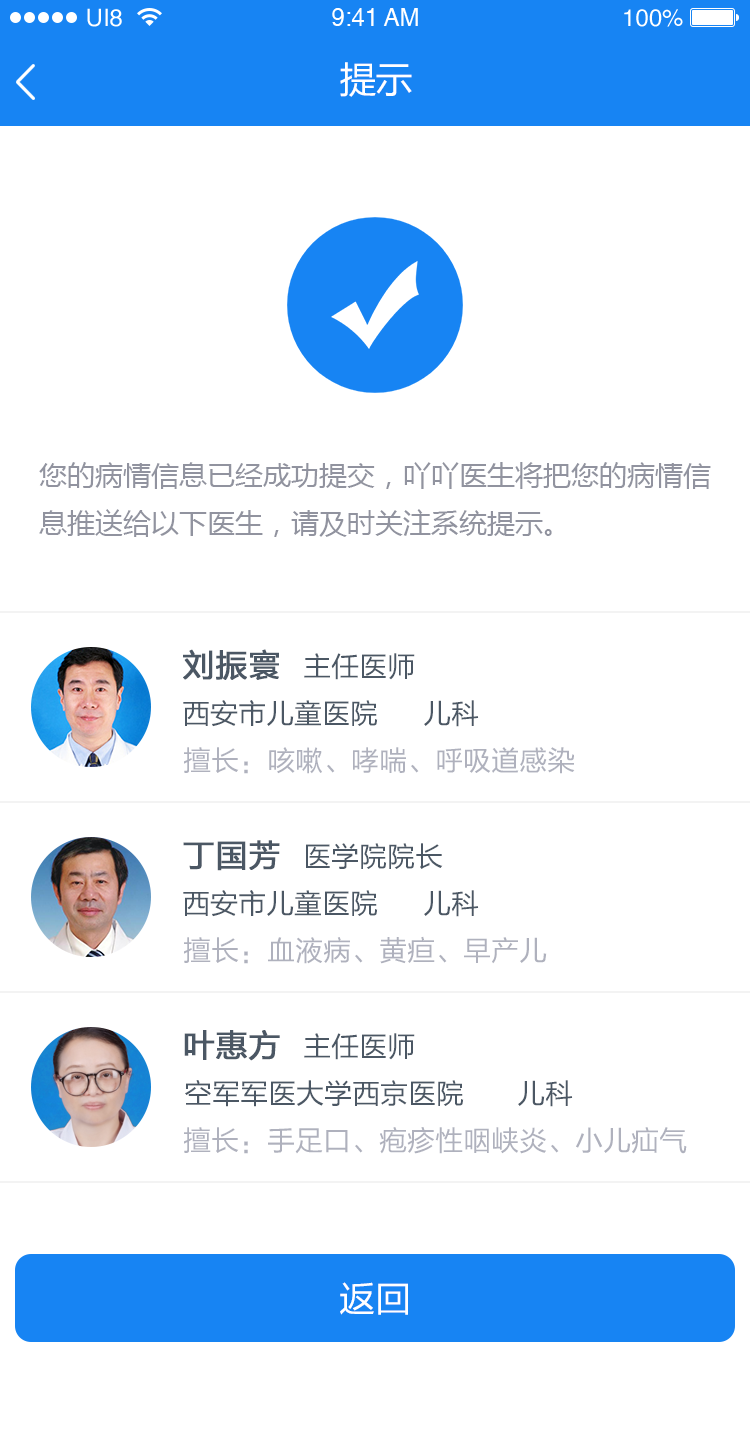 UI8 9:41 AM 100%
提示
您的病情信息已经成功提交，吖吖医生将把您的病情信
息推送给以下医生，请及时关注系统提示。
刘振寰 主任医师
西安市儿童医院 儿科
擅长：咳嗽、哮喘、呼吸道感染
丁国芳 医学院院长
西安市儿童医院 儿科
擅长：血液病、黄疸、早产儿
叶惠方 主任医师
空军军医大学西京医院 儿科
擅长：手足口、疱疹性咽峡炎、小儿疝气
返回